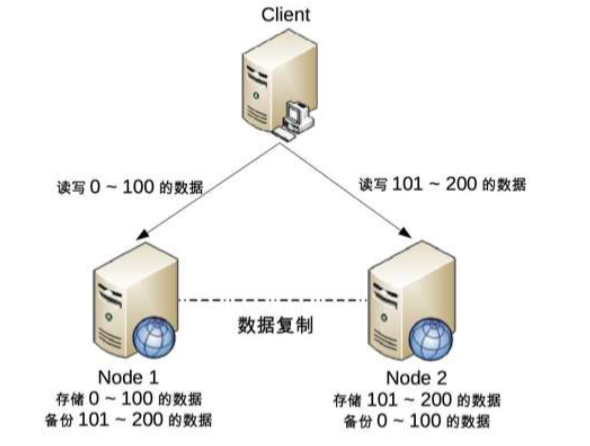 Client
读写 0 ~ 100 的数据
读写 101 ~ 200 的数据
数据复制
Node 1
存储 0 ~ 100 的数据
备份 101 ~ 200 的数据
Node 2
存储 101 ~ 200 的数据
备份 0 ~ 100 的数据